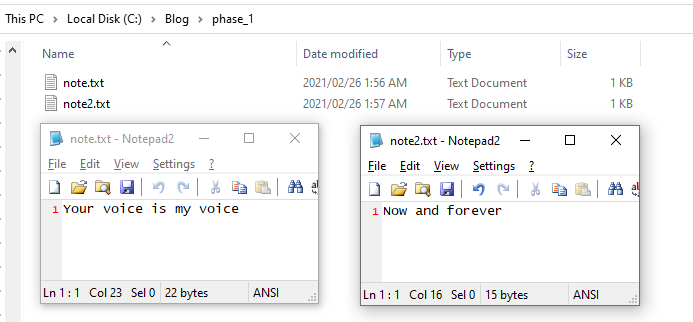 This PC > Local Disk (C:) > Blog > phase_1
Name Date modified Type Size
note.txt 2021/02/26 1:56 AM Text Document 1 KB
note2.txt 2021/02/26 1:57 AM Text Document 1 KB
note.txt - Notepad2
File Edit View Settings ?
1 Your voice is my voice
Ln 1 : 1 Col 23 Sel 0 22 bytes ANSI
note2.txt - Notepad2
File Edit View Settings ?
1 Now and forever
Ln 1 : 1 Col 16 Sel 0 15 bytes ANSI